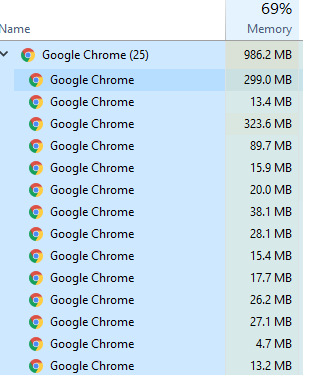 69%
Name Memory
Google Chrome (25) 986.2 MB
Google Chrome 299.0 MB
Google Chrome 13.4 MB
Google Chrome 323.6 MB
Google Chrome 89.7 MB
Google Chrome 15.9 MB
Google Chrome 20.0 MB
Google Chrome 38.1 MB
Google Chrome 28.1 MB
Google Chrome 15.4 MB
Google Chrome 17.7 MB
Google Chrome 26.2 MB
Google Chrome 27.1 MB
Google Chrome 4.7 MB
Google Chrome 13.2 MB